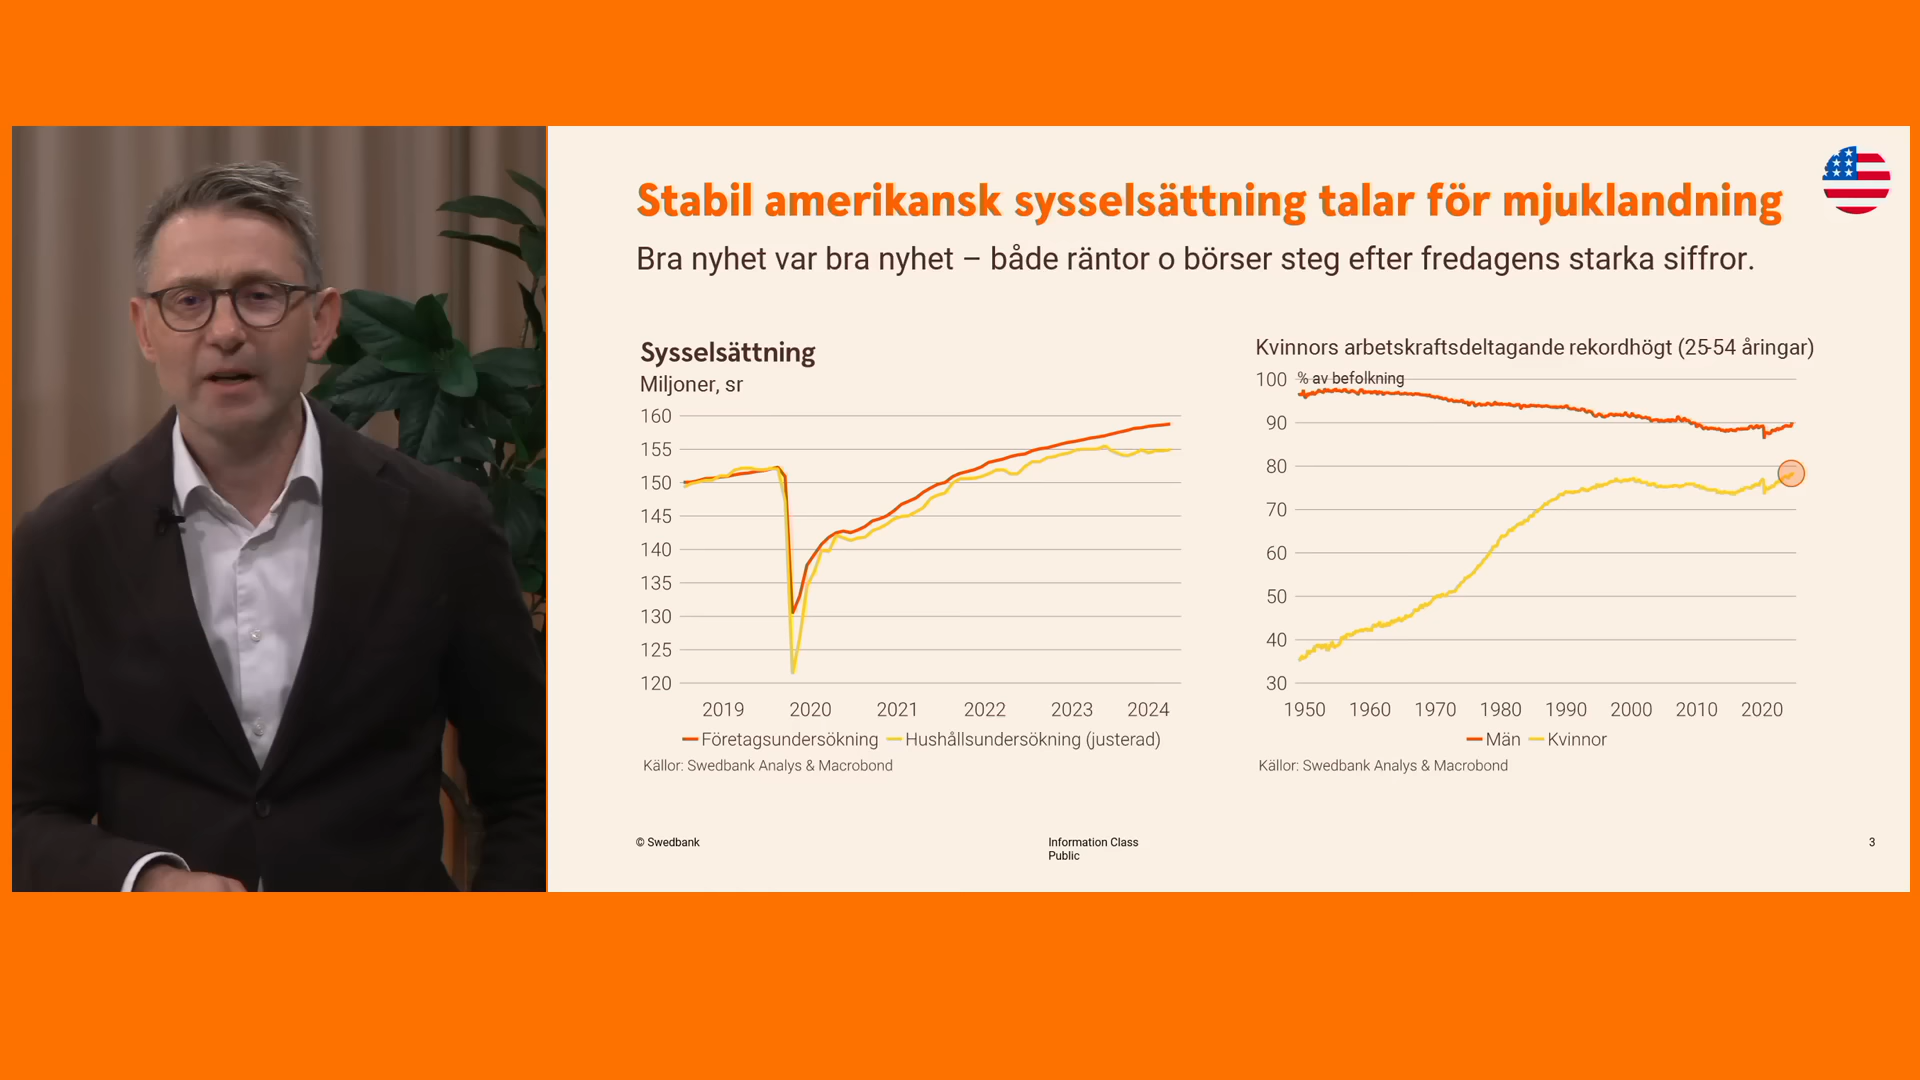 Stabil amerikansk sysselsättning talar för mjuklandning
Bra nyhet var bra nyhet – både räntor o börser steg efter fredagens starka siffror.
Sysselsättning
Miljoner, sr
160
155
150
145
140
135
130
125
120
2019 2020 2021 2022 2023 2024
Företagsundersökning Hushållsundersökning (justerad)
Källor: Swedbank Analys & Macrobond
Kvinnors arbetskraftsdeltagande rekordhögt (25-54 åringar)
% av befolkning
100
90
80
70
60
50
40
30
1950 1960 1970 1980 1990 2000 2010 2020
Män Kvinnor
Källor: Swedbank Analys & Macrobond
© Swedbank
Information Class
Public
3